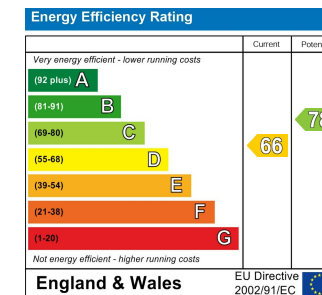 Energy Efficiency Rating
Current
Very energy efficient - lower running costs
(92 plus) A
(81-91) B
(69-80) C
(55-68) D
(39-54) E
(21-38) F
(1-20) G
66
Not energy efficient - higher running costs
England & Wales
EU Directive
2002/91/EC